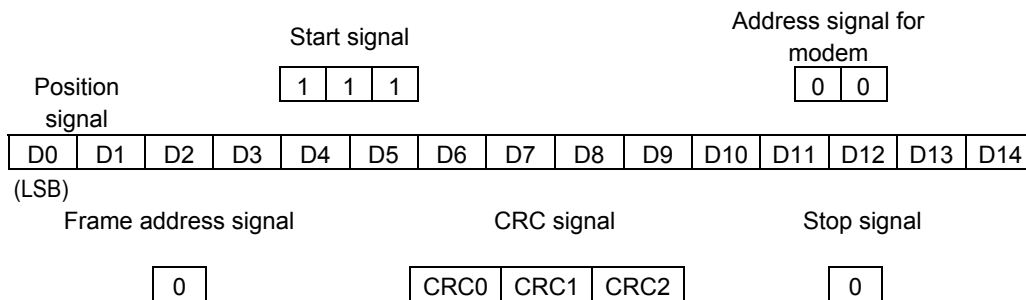 Start signal
Address signal for
modem
1 1 1
0 0
Position
signal
D0 D1 D2 D3 D4 D5 D6 D7 D8 D9 D10 D11 D12 D13 D14
(LSB)
Frame address signal CRC signal Stop signal
0 CRC0 CRC1 CRC2 0